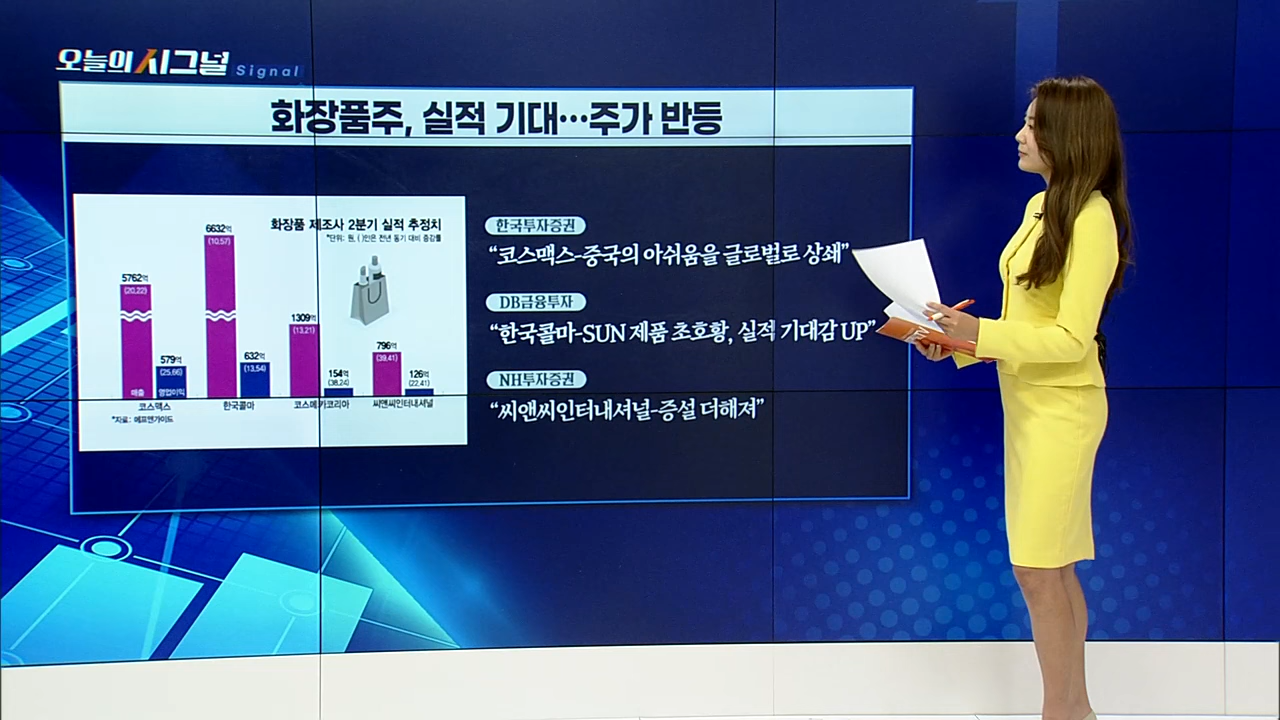 오늘의 시그널 Signal
화장품주, 실적 기대…주가 반등
화장품 제조사 2분기 실적 추정치
*단위: 원, ( )안은 전년 동기 대비 증감률
5762억
(20.22)
579억
(25.66)
매출
영업이익
코스맥스
6632억
(10.57)
632억
(13.54)
한국콜마
1309억
(13.21)
154억
(38.24)
코스메카코리아
796억
(39.41)
126억
(22.41)
씨앤씨인터내셔널
*자료: 에프앤가이드
한국투자증권
“코스맥스-중국의 아쉬움을 글로벌로 상쇄”
DB금융투자
“한국콜마-SUN 제품 초호황, 실적 기대감 UP”
NH투자증권
“씨앤씨인터내셔널-증설 더해져”